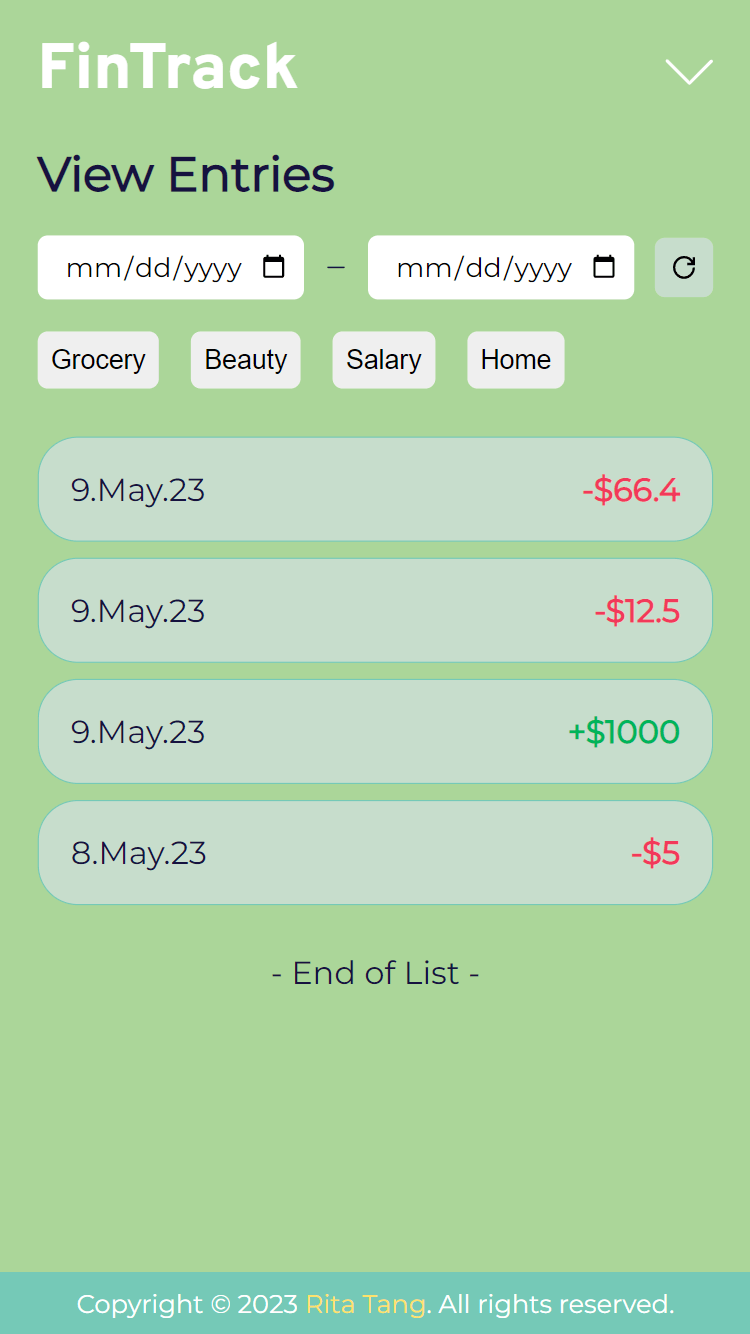 FinTrack
View Entries
mm/dd/yyyy – mm/dd/yyyy
Grocery Beauty Salary Home
9.May.23 -$66.4
9.May.23 -$12.5
9.May.23 +$1000
8.May.23 -$5
- End of List -
Copyright © 2023 Rita Tang. All rights reserved.